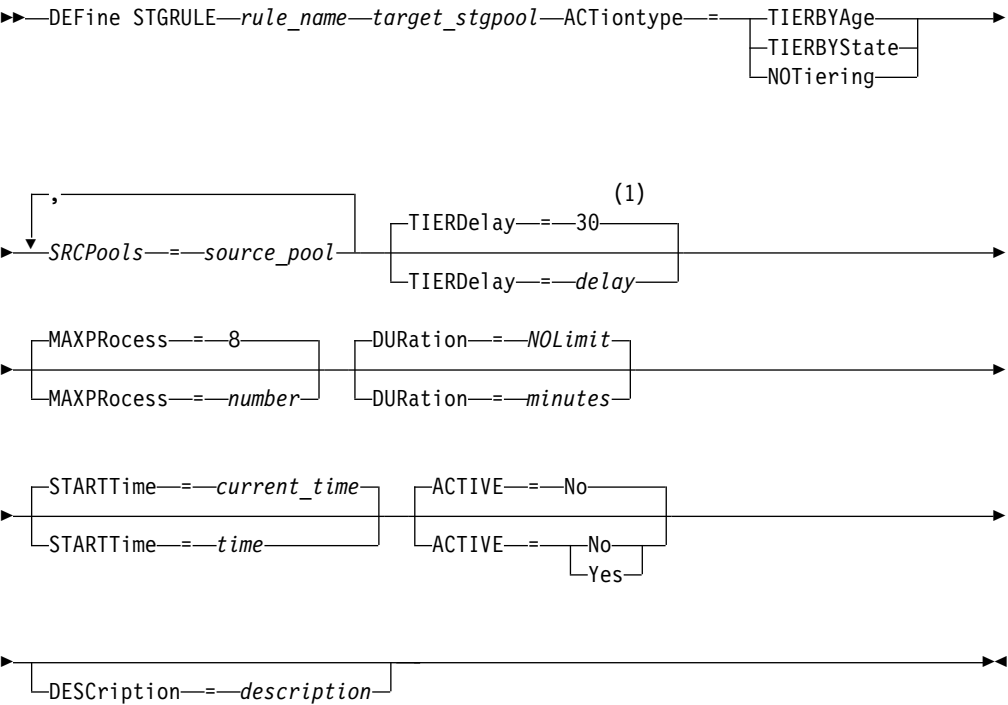 DEFine STGRULE rule_name target_stgpool ACTiontype = TIERBYAge
TIERBYState
NOTiering
,
(1)
TIERDelay = 30
SRCPools = source_pool
TIERDelay = delay
MAXPRocess = 8 DURation = NOLimit
MAXPRocess = number DURation = minutes
STARTTime = current_time ACTIVE = No
STARTTime = time ACTIVE = No
Yes
DESCription = description